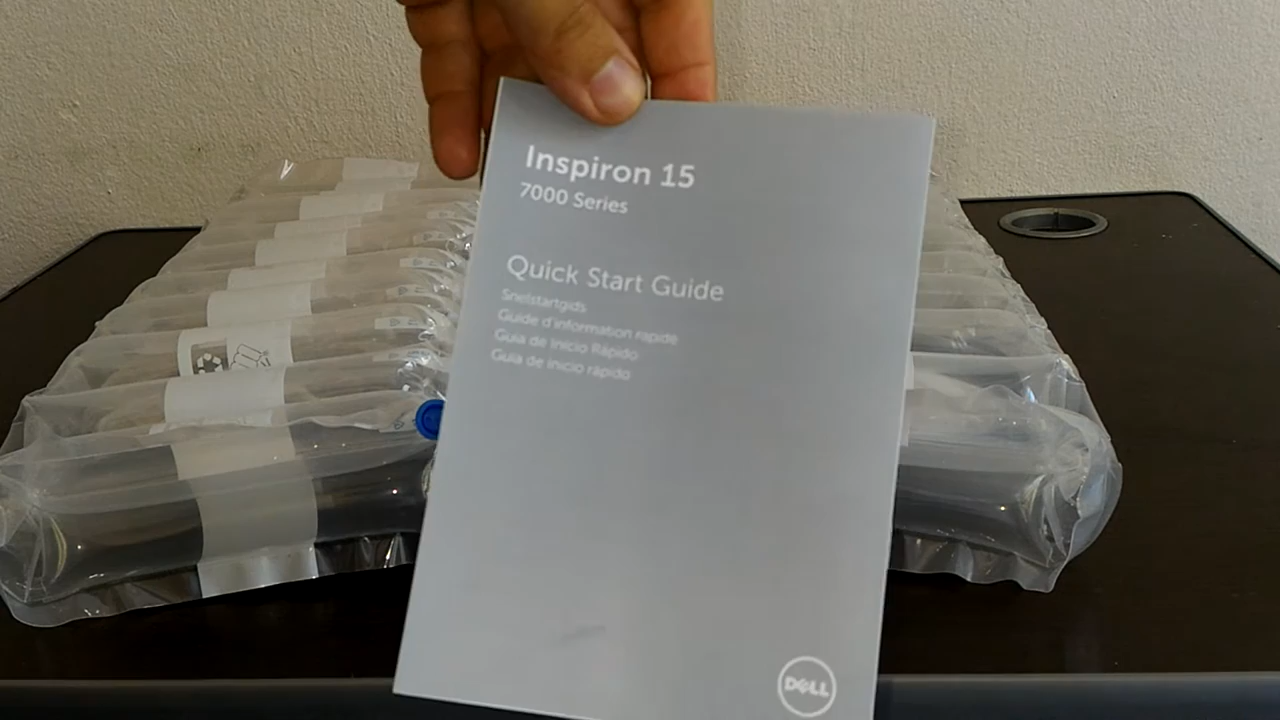 Inspiron 15
7000 Series
Quick Start Guide
Snelstartgids
Guide d'information rapide
Guia de Início Rápido
Guía de inicio rápido
DELL